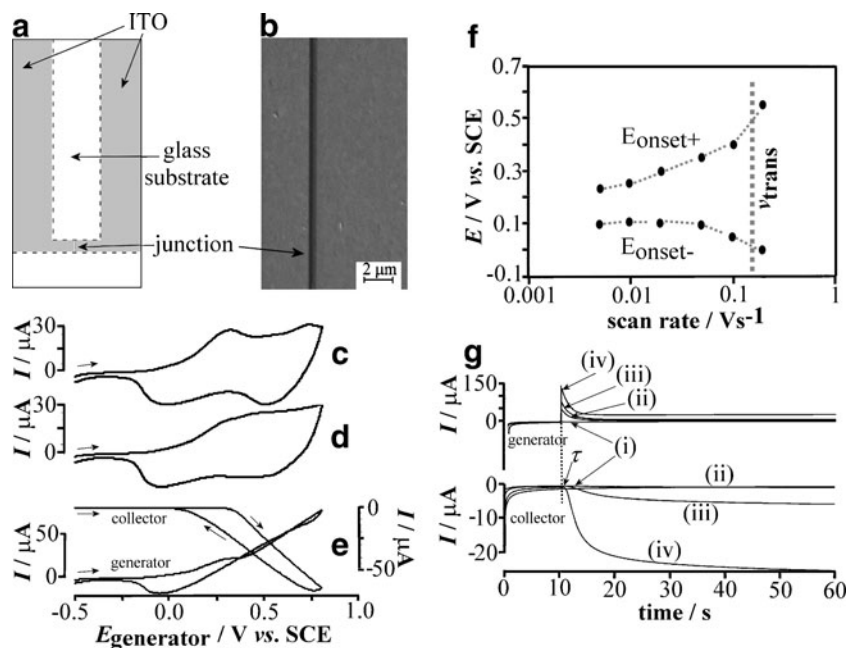 a
ITO
glass
substrate
junction
b
2 μm
c
I / μA
30
0
d
I / μA
30
0
e
I / μA
50
0
collector
generator
0
-50
I / μA
-0.5
0.0
0.5
1.0
Egenerator / V vs. SCE
f
E / V vs. SCE
0.7
0.5
0.3
0.1
-0.1
Eonset+
Eonset-
νtrans
0.001
0.01
0.1
1
scan rate / Vs-1
g
I / μA
150
0
(iv)
(iii)
(ii)
generator
(i)
τ
I / μA
0
-10
-20
collector
(ii)
(iii)
(iv)
0
10
20
30
40
50
60
time / s